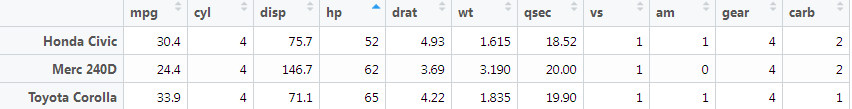 mpg cyl disp hp drat wt qsec vs am gear carb
Honda Civic 30.4 4 75.7 52 4.93 1.615 18.52 1 1 4 2
Merc 240D 24.4 4 146.7 62 3.69 3.190 20.00 1 0 4 2
Toyota Corolla 33.9 4 71.1 65 4.22 1.835 19.90 1 1 4 1